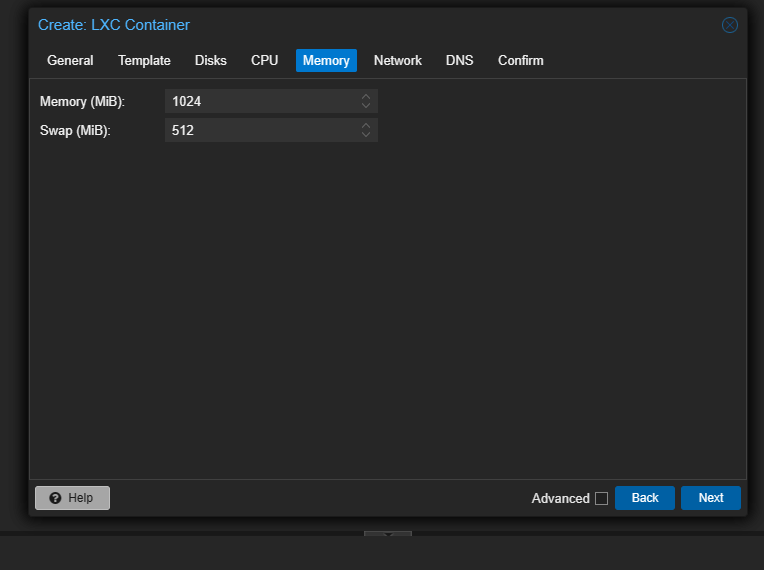 Create: LXC Container
General Template Disks CPU Memory Network DNS Confirm
Memory (MiB): 1024
Swap (MiB): 512
Help Advanced Back Next